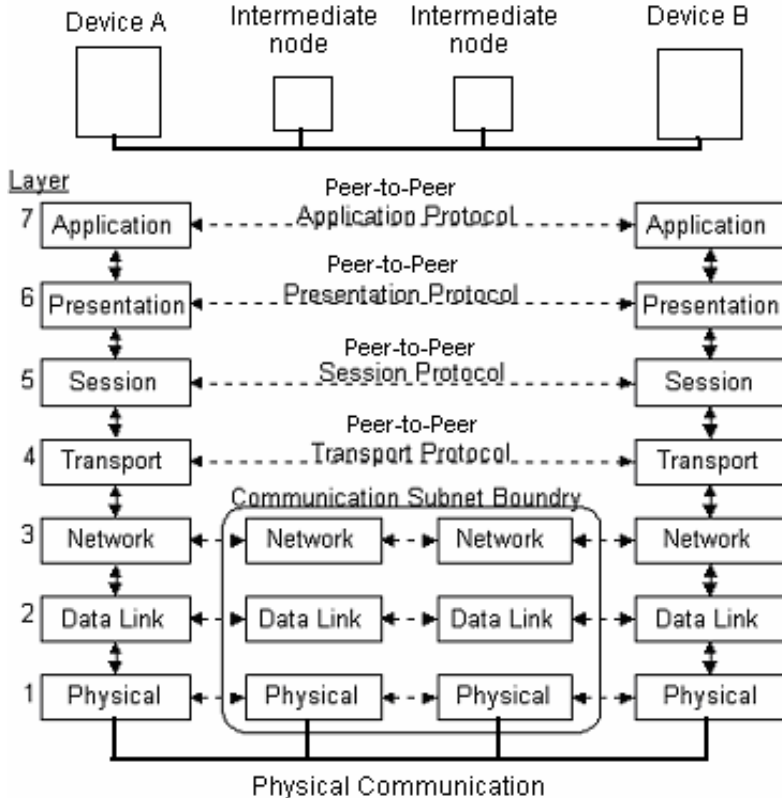 Device A
Intermediate
node
Intermediate
node
Device B
Layer
Peer-to-Peer
7 Application Application Protocol Application
Peer-to-Peer
6 Presentation Presentation Protocol Presentation
Peer-to-Peer
5 Session Session Protocol Session
Peer-to-Peer
4 Transport Transport Protocol Transport
Communication Subnet Boundry
3 Network Network Network Network
2 Data Link Data Link Data Link Data Link
1 Physical Physical Physical Physical
Physical Communication